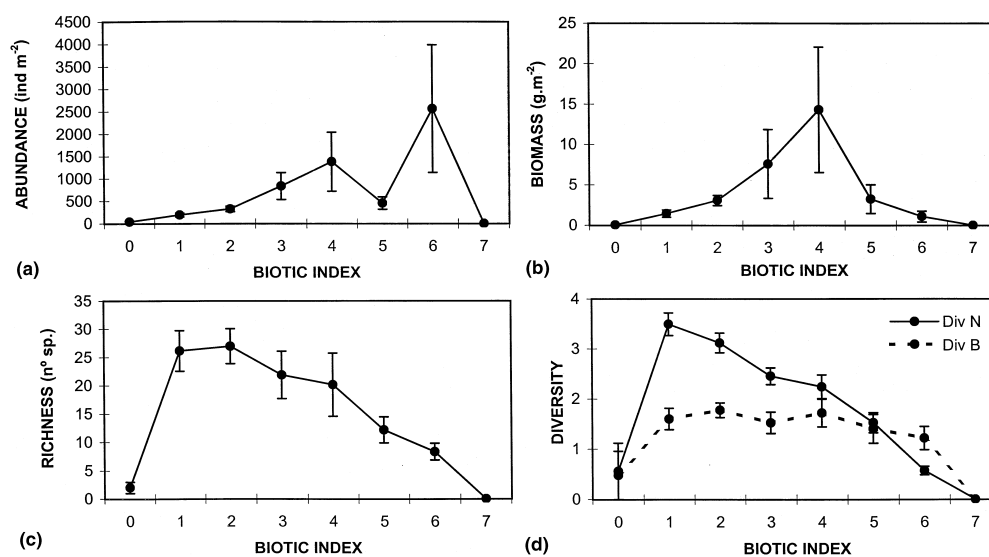 4500
4000
3500
3000
2500
2000
1500
1000
500
0
ABUNDANCE (ind m-2)
0 1 2 3 4 5 6 7
(a)
BIOTIC INDEX
25
20
15
10
5
0
BIOMASS (g.m-2)
0 1 2 3 4 5 6 7
(b)
BIOTIC INDEX
35
30
25
20
15
10
5
0
RICHNESS (nº sp.)
0 1 2 3 4 5 6 7
(c)
BIOTIC INDEX
4
3
2
1
0
DIVERSITY
Div N
Div B
0 1 2 3 4 5 6 7
(d)
BIOTIC INDEX